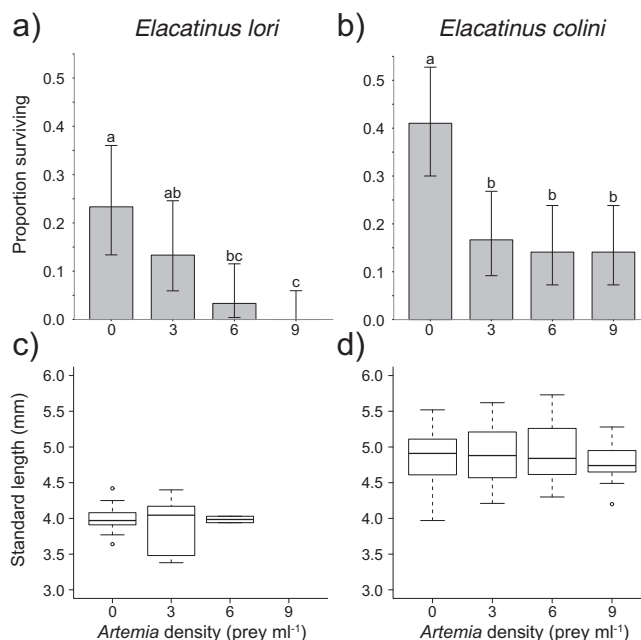 a) Elacatinus lori b) Elacatinus colini
Proportion surviving
0.5
0.4
0.3
0.2
0.1
0.0
a
ab
bc
c
0 3 6 9
0.5
0.4
0.3
0.2
0.1
0.0
a
b
b
b
0 3 6 9
c) d)
Standard length (mm)
6.0
5.5
5.0
4.5
4.0
3.5
3.0
0 3 6 9
Artemia density (prey ml⁻¹)
6.0
5.5
5.0
4.5
4.0
3.5
3.0
0 3 6 9
Artemia density (prey ml⁻¹)